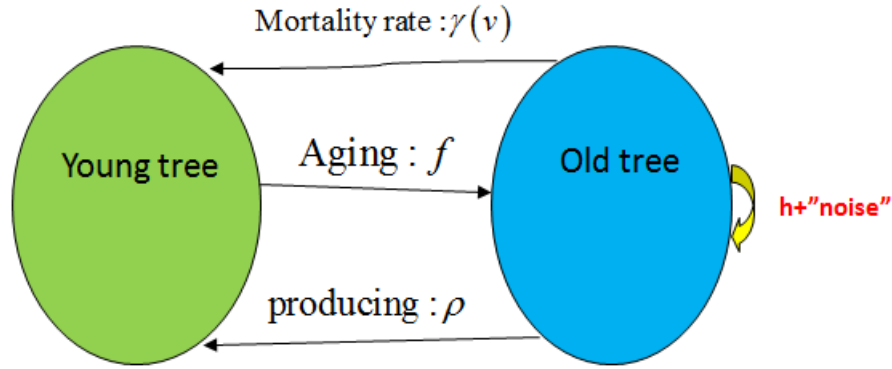 Mortality rate : γ(v)
Young tree
Aging : f
Old tree
h+”noise”
producing : ρ